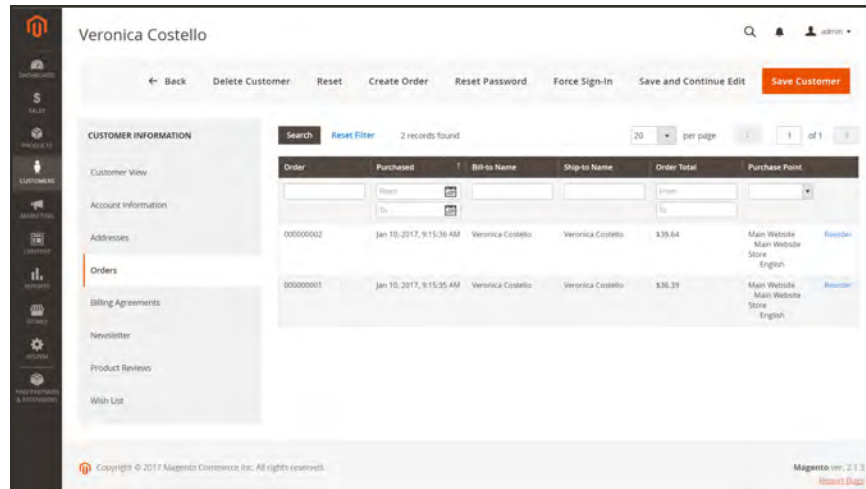 Veronica Costello
admin
DASHBOARD
SALES
PRODUCTS
CUSTOMERS
MARKETING
CONTENT
REPORTS
STORES
SYSTEM
FIND PARTNERS
& EXTENSIONS
← Back Delete Customer Reset Create Order Reset Password Force Sign-In Save and Continue Edit Save Customer
CUSTOMER INFORMATION
Customer View
Account Information
Addresses
Orders
Billing Agreements
Newsletter
Product Reviews
Wish List
Search Reset Filter 2 records found 20 per page 1 of 1
Order Purchased ↑ Bill-to Name Ship-to Name Order Total Purchase Point
From From
To To
000000002 Jan 10, 2017, 9:15:36 AM Veronica Costello Veronica Costello $39.64 Main Website Reorder
Main Website
Store
English
000000001 Jan 10, 2017, 9:15:35 AM Veronica Costello Veronica Costello $36.39 Main Website Reorder
Main Website
Store
English
Copyright © 2017 Magento Commerce Inc. All rights reserved.
Magento ver. 2.1.3
Report Bugs